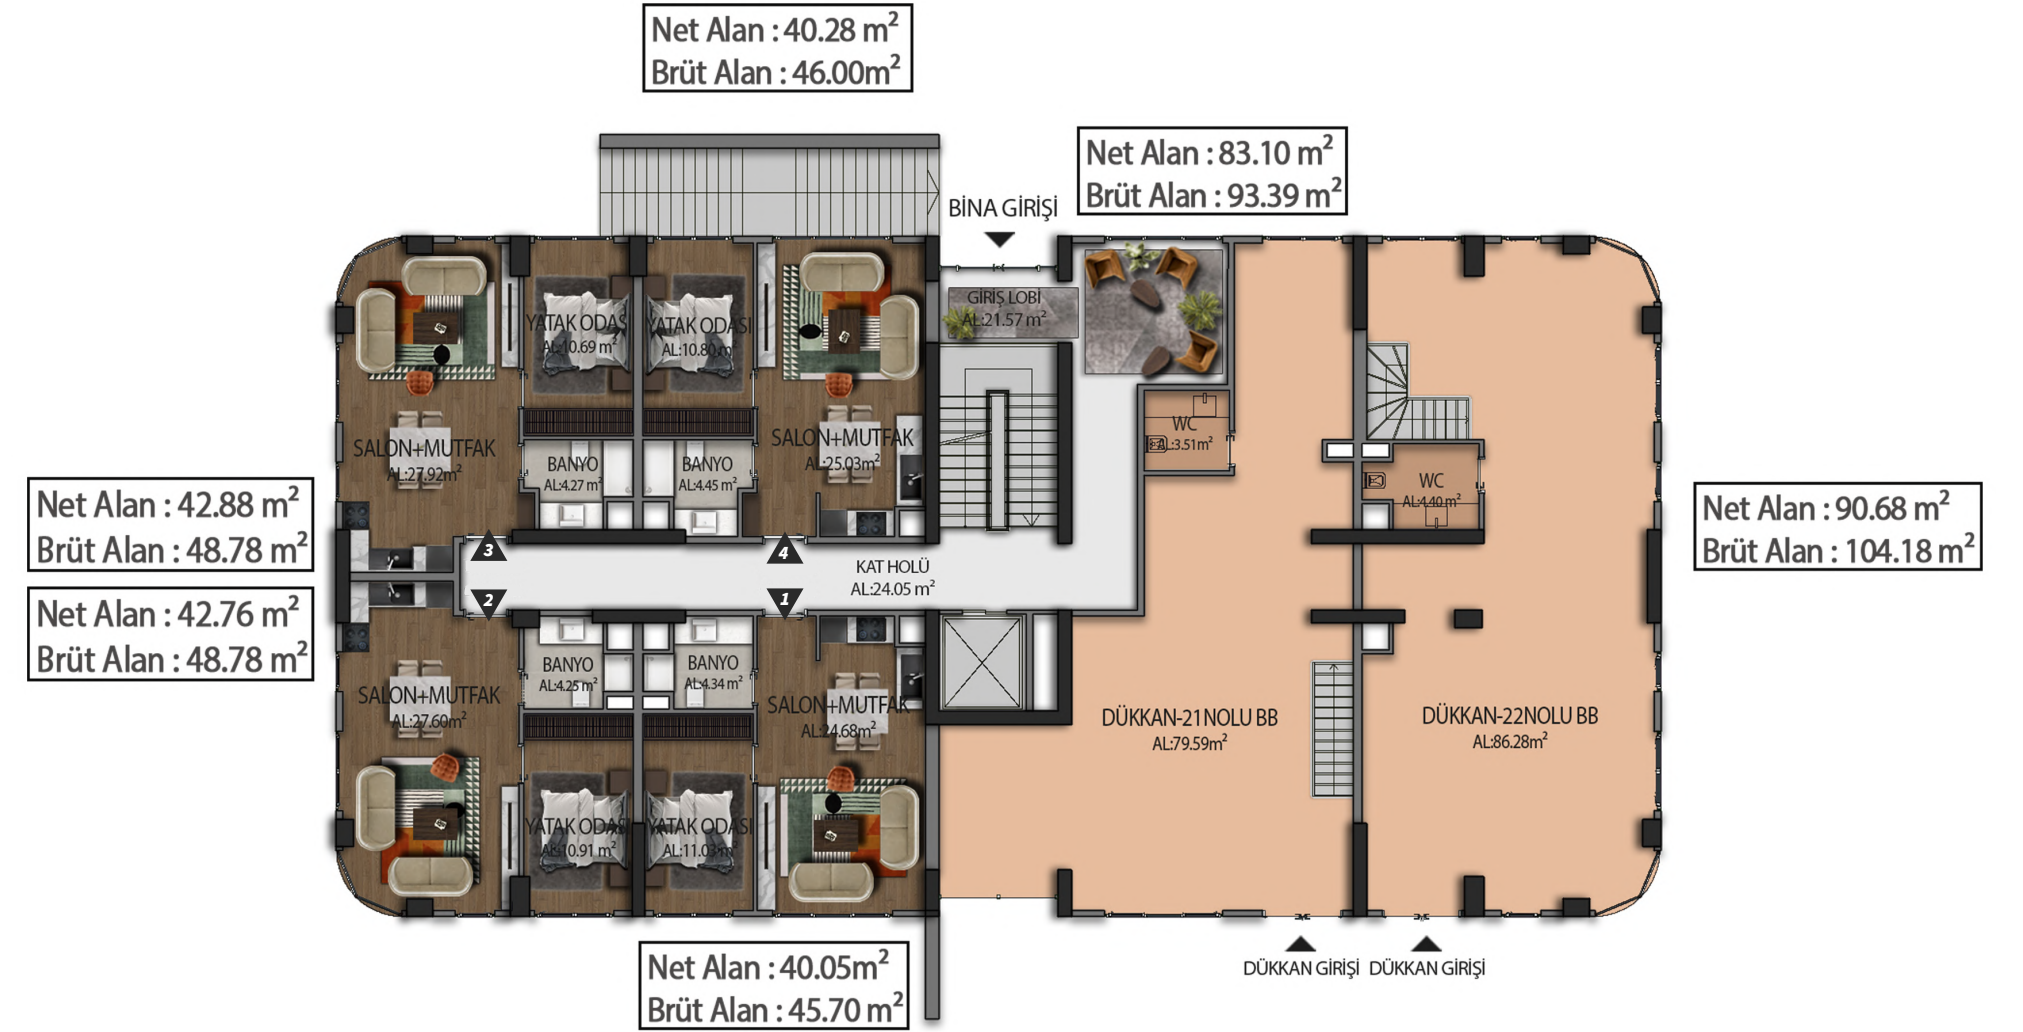 Net Alan : 40.28 m²
Brüt Alan : 46.00m²
Net Alan : 83.10 m²
Brüt Alan : 93.39 m²
BİNA GİRİŞİ
GİRİŞ LOBİ
AL:21.57 m²
YATAK ODASI
AL:10.69 m²
YATAK ODASI
AL:10.80 m²
SALON+MUTFAK
AL:27.92m²
SALON+MUTFAK
AL:25.03m²
BANYO
AL:4.27 m²
BANYO
AL:4.45 m²
WC
AL:3.51m²
WC
AL:4.40 m²
Net Alan : 42.88 m²
Brüt Alan : 48.78 m²
Net Alan : 42.76 m²
Brüt Alan : 48.78 m²
Net Alan : 90.68 m²
Brüt Alan : 104.18 m²
3
4
2
1
KAT HOLÜ
AL:24.05 m²
BANYO
AL:4.25 m²
BANYO
AL:4.34 m²
SALON+MUTFAK
AL:27.60m²
SALON+MUTFAK
AL:24.68m²
DÜKKAN-21NOLU BB
AL:79.59m²
DÜKKAN-22NOLU BB
AL:86.28m²
YATAK ODASI
AL:10.91 m²
YATAK ODASI
AL:11.03 m²
DÜKKAN GİRİŞİ
DÜKKAN GİRİŞİ
Net Alan : 40.05m²
Brüt Alan : 45.70 m²